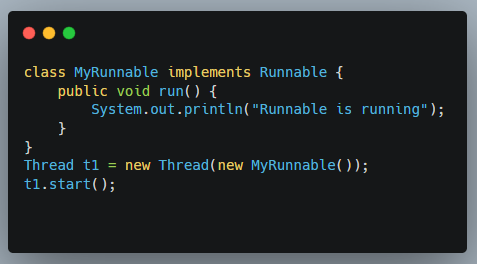 class MyRunnable implements Runnable {
    public void run() {
        System.out.println("Runnable is running");
    }
}
Thread t1 = new Thread(new MyRunnable());
t1.start();